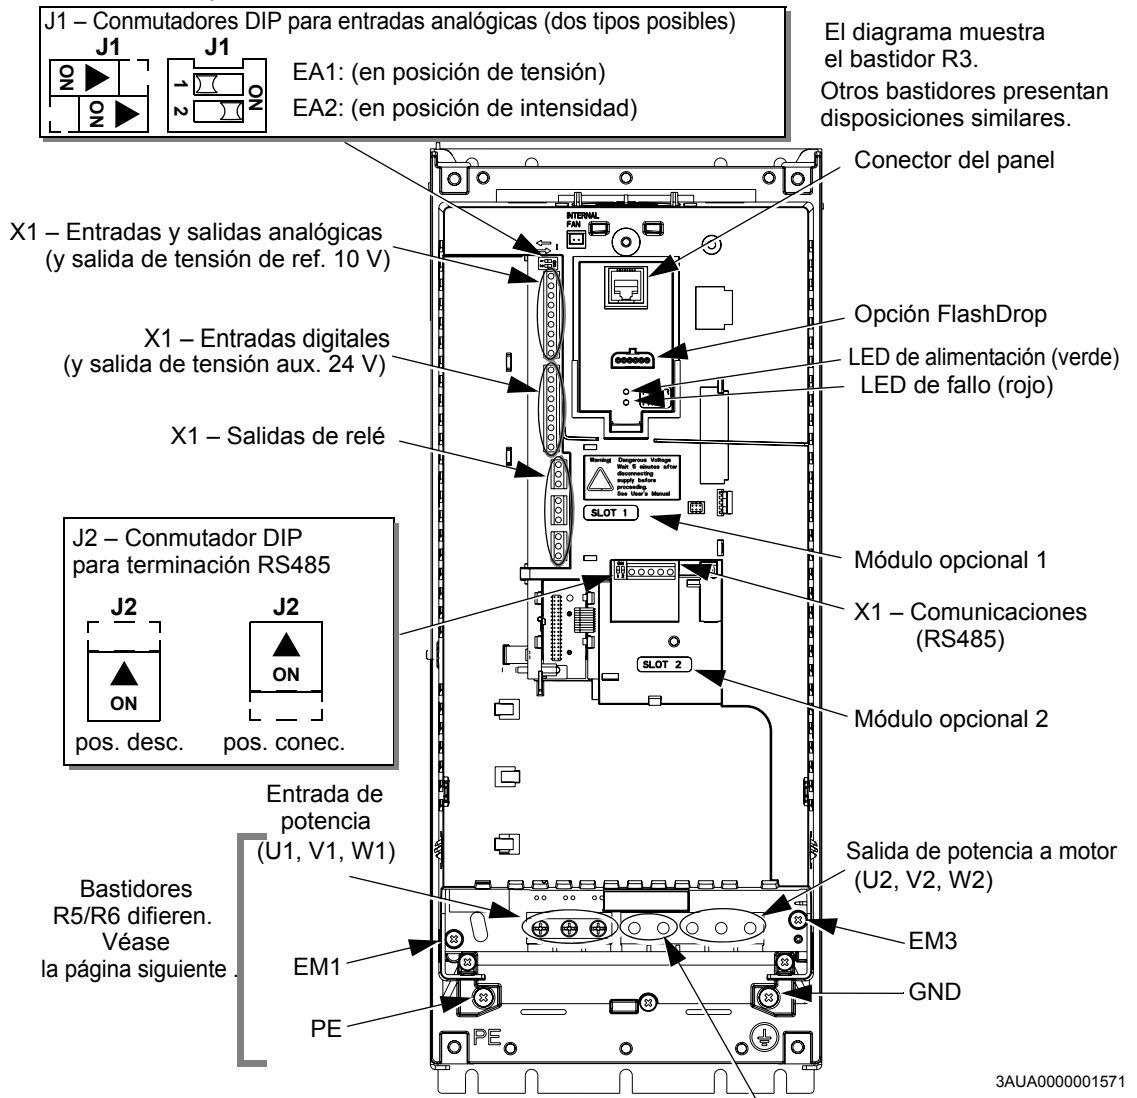 J1 – Conmutadores DIP para entradas analógicas (dos tipos posibles)
J1
J1
ON
ON
1
2
ON
EA1: (en posición de tensión)
EA2: (en posición de intensidad)
El diagrama muestra
el bastidor R3.
Otros bastidores presentan
disposiciones similares.
Conector del panel
X1 – Entradas y salidas analógicas
(y salida de tensión de ref. 10 V)
INTERNAL
FAN
X1 – Entradas digitales
(y salida de tensión aux. 24 V)
Opción FlashDrop
LED de alimentación (verde)
LED de fallo (rojo)
X1 – Salidas de relé
Warning! Dangerous Voltage
Wait 5 minutes after
disconnecting
supply before
proceeding.
See User's Manual
SLOT 1
Módulo opcional 1
J2 – Conmutador DIP
para terminación RS485
J2
J2
ON
ON
pos. desc.
pos. conec.
X1 – Comunicaciones
(RS485)
SLOT 2
Módulo opcional 2
Entrada de
potencia
(U1, V1, W1)
Salida de potencia a motor
(U2, V2, W2)
Bastidores
R5/R6 difieren.
Véase
la página siguiente .
EM1
EM3
PE
GND
PE
3AUA0000001571